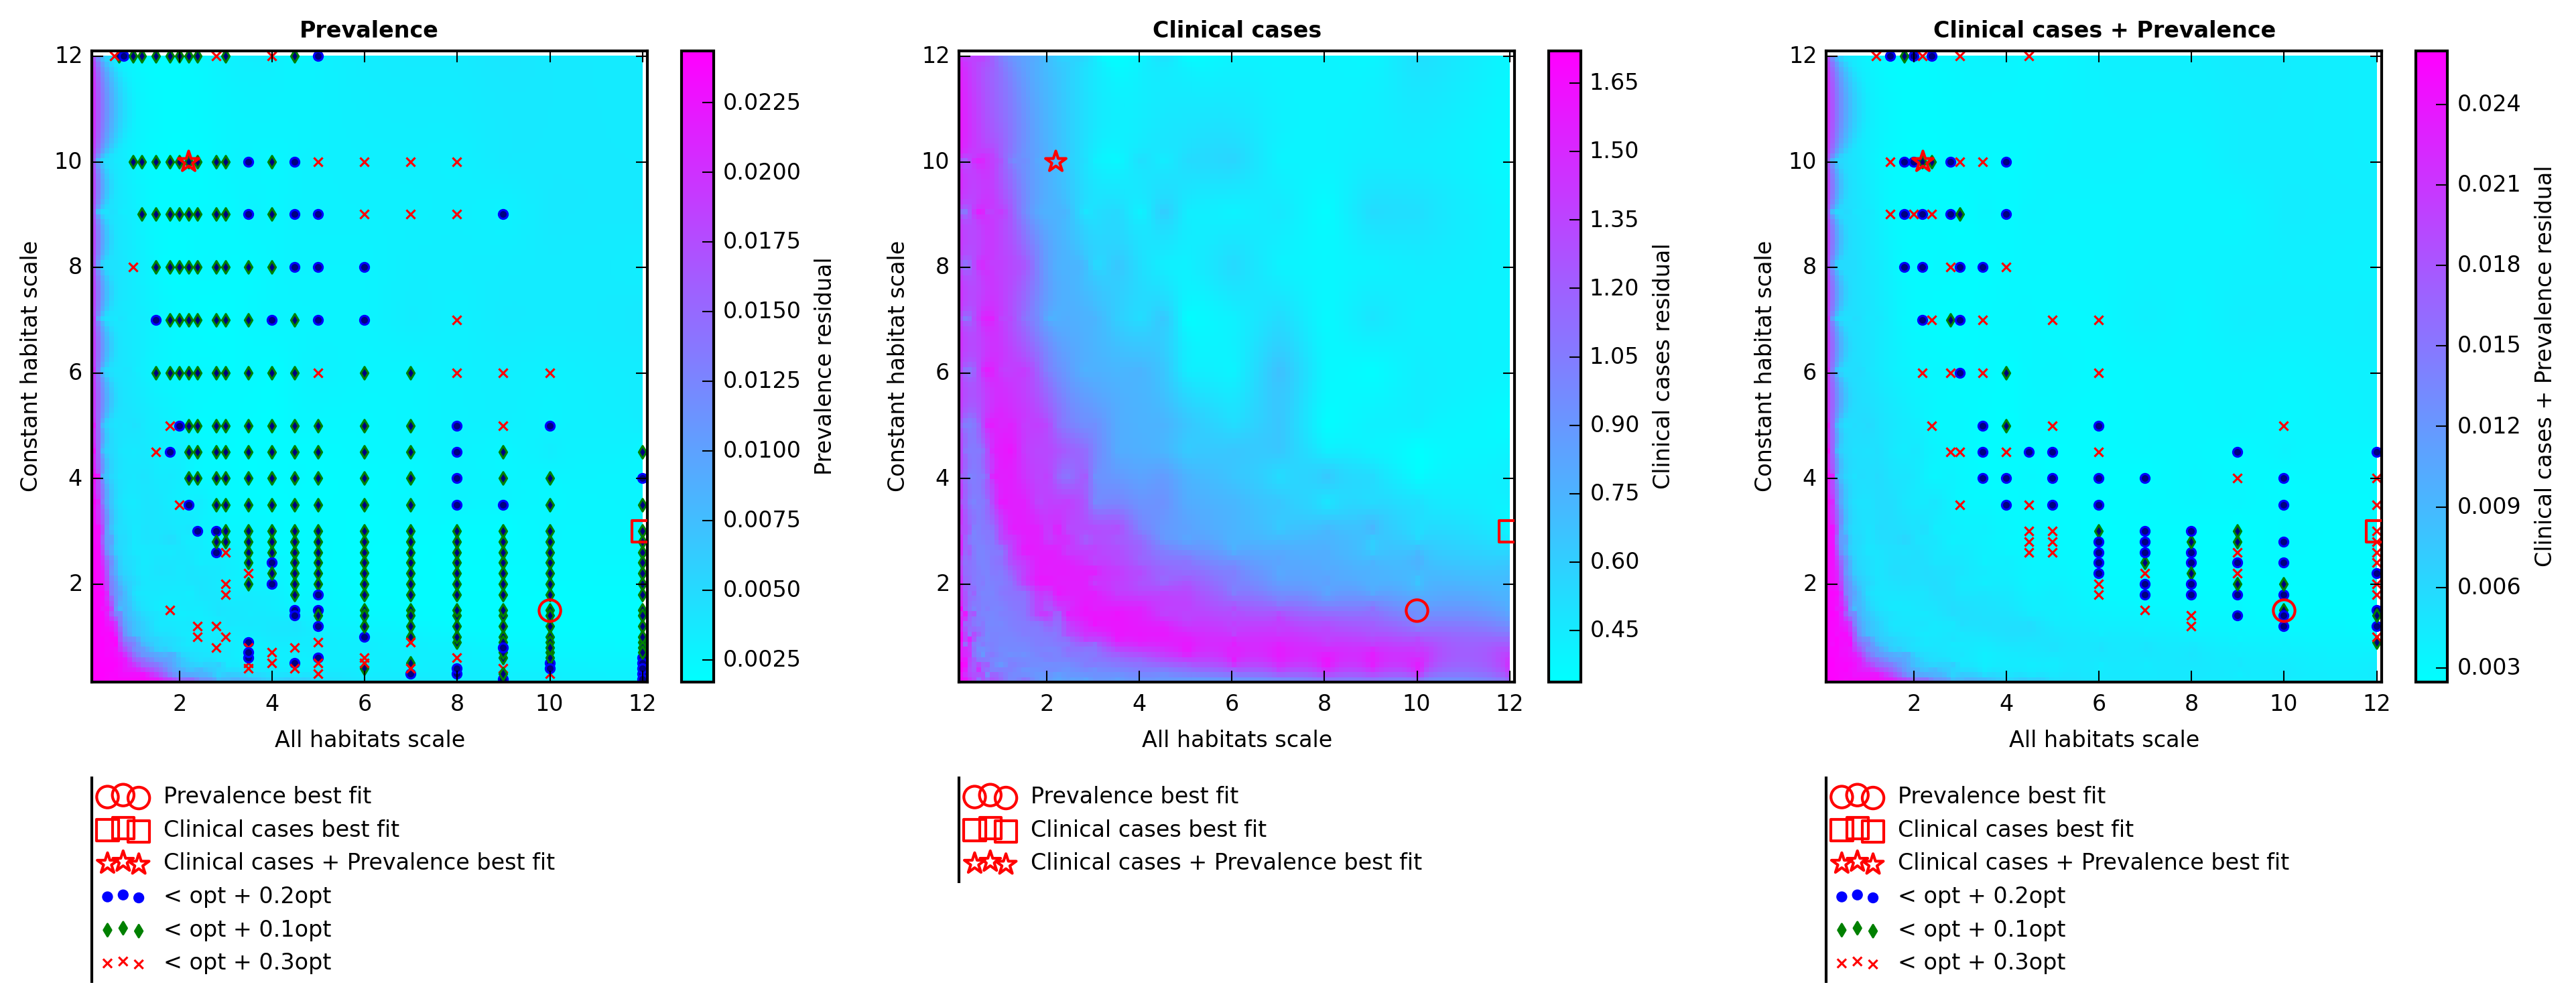 Prevalence
12
10
8
6
4
2
2 4 6 8 10 12
Constant habitat scale
All habitats scale
0.0225
0.0200
0.0175
0.0150
0.0125
0.0100
0.0075
0.0050
0.0025
Prevalence residual
Prevalence best fit
Clinical cases best fit
Clinical cases + Prevalence best fit
< opt + 0.2opt
< opt + 0.1opt
< opt + 0.3opt
Clinical cases
12
10
8
6
4
2
2 4 6 8 10 12
Constant habitat scale
All habitats scale
1.65
1.50
1.35
1.20
1.05
0.90
0.75
0.60
0.45
Clinical cases residual
Prevalence best fit
Clinical cases best fit
Clinical cases + Prevalence best fit
Clinical cases + Prevalence
12
10
8
6
4
2
2 4 6 8 10 12
Constant habitat scale
All habitats scale
0.024
0.021
0.018
0.015
0.012
0.009
0.006
0.003
Clinical cases + Prevalence residual
Prevalence best fit
Clinical cases best fit
Clinical cases + Prevalence best fit
< opt + 0.2opt
< opt + 0.1opt
< opt + 0.3opt